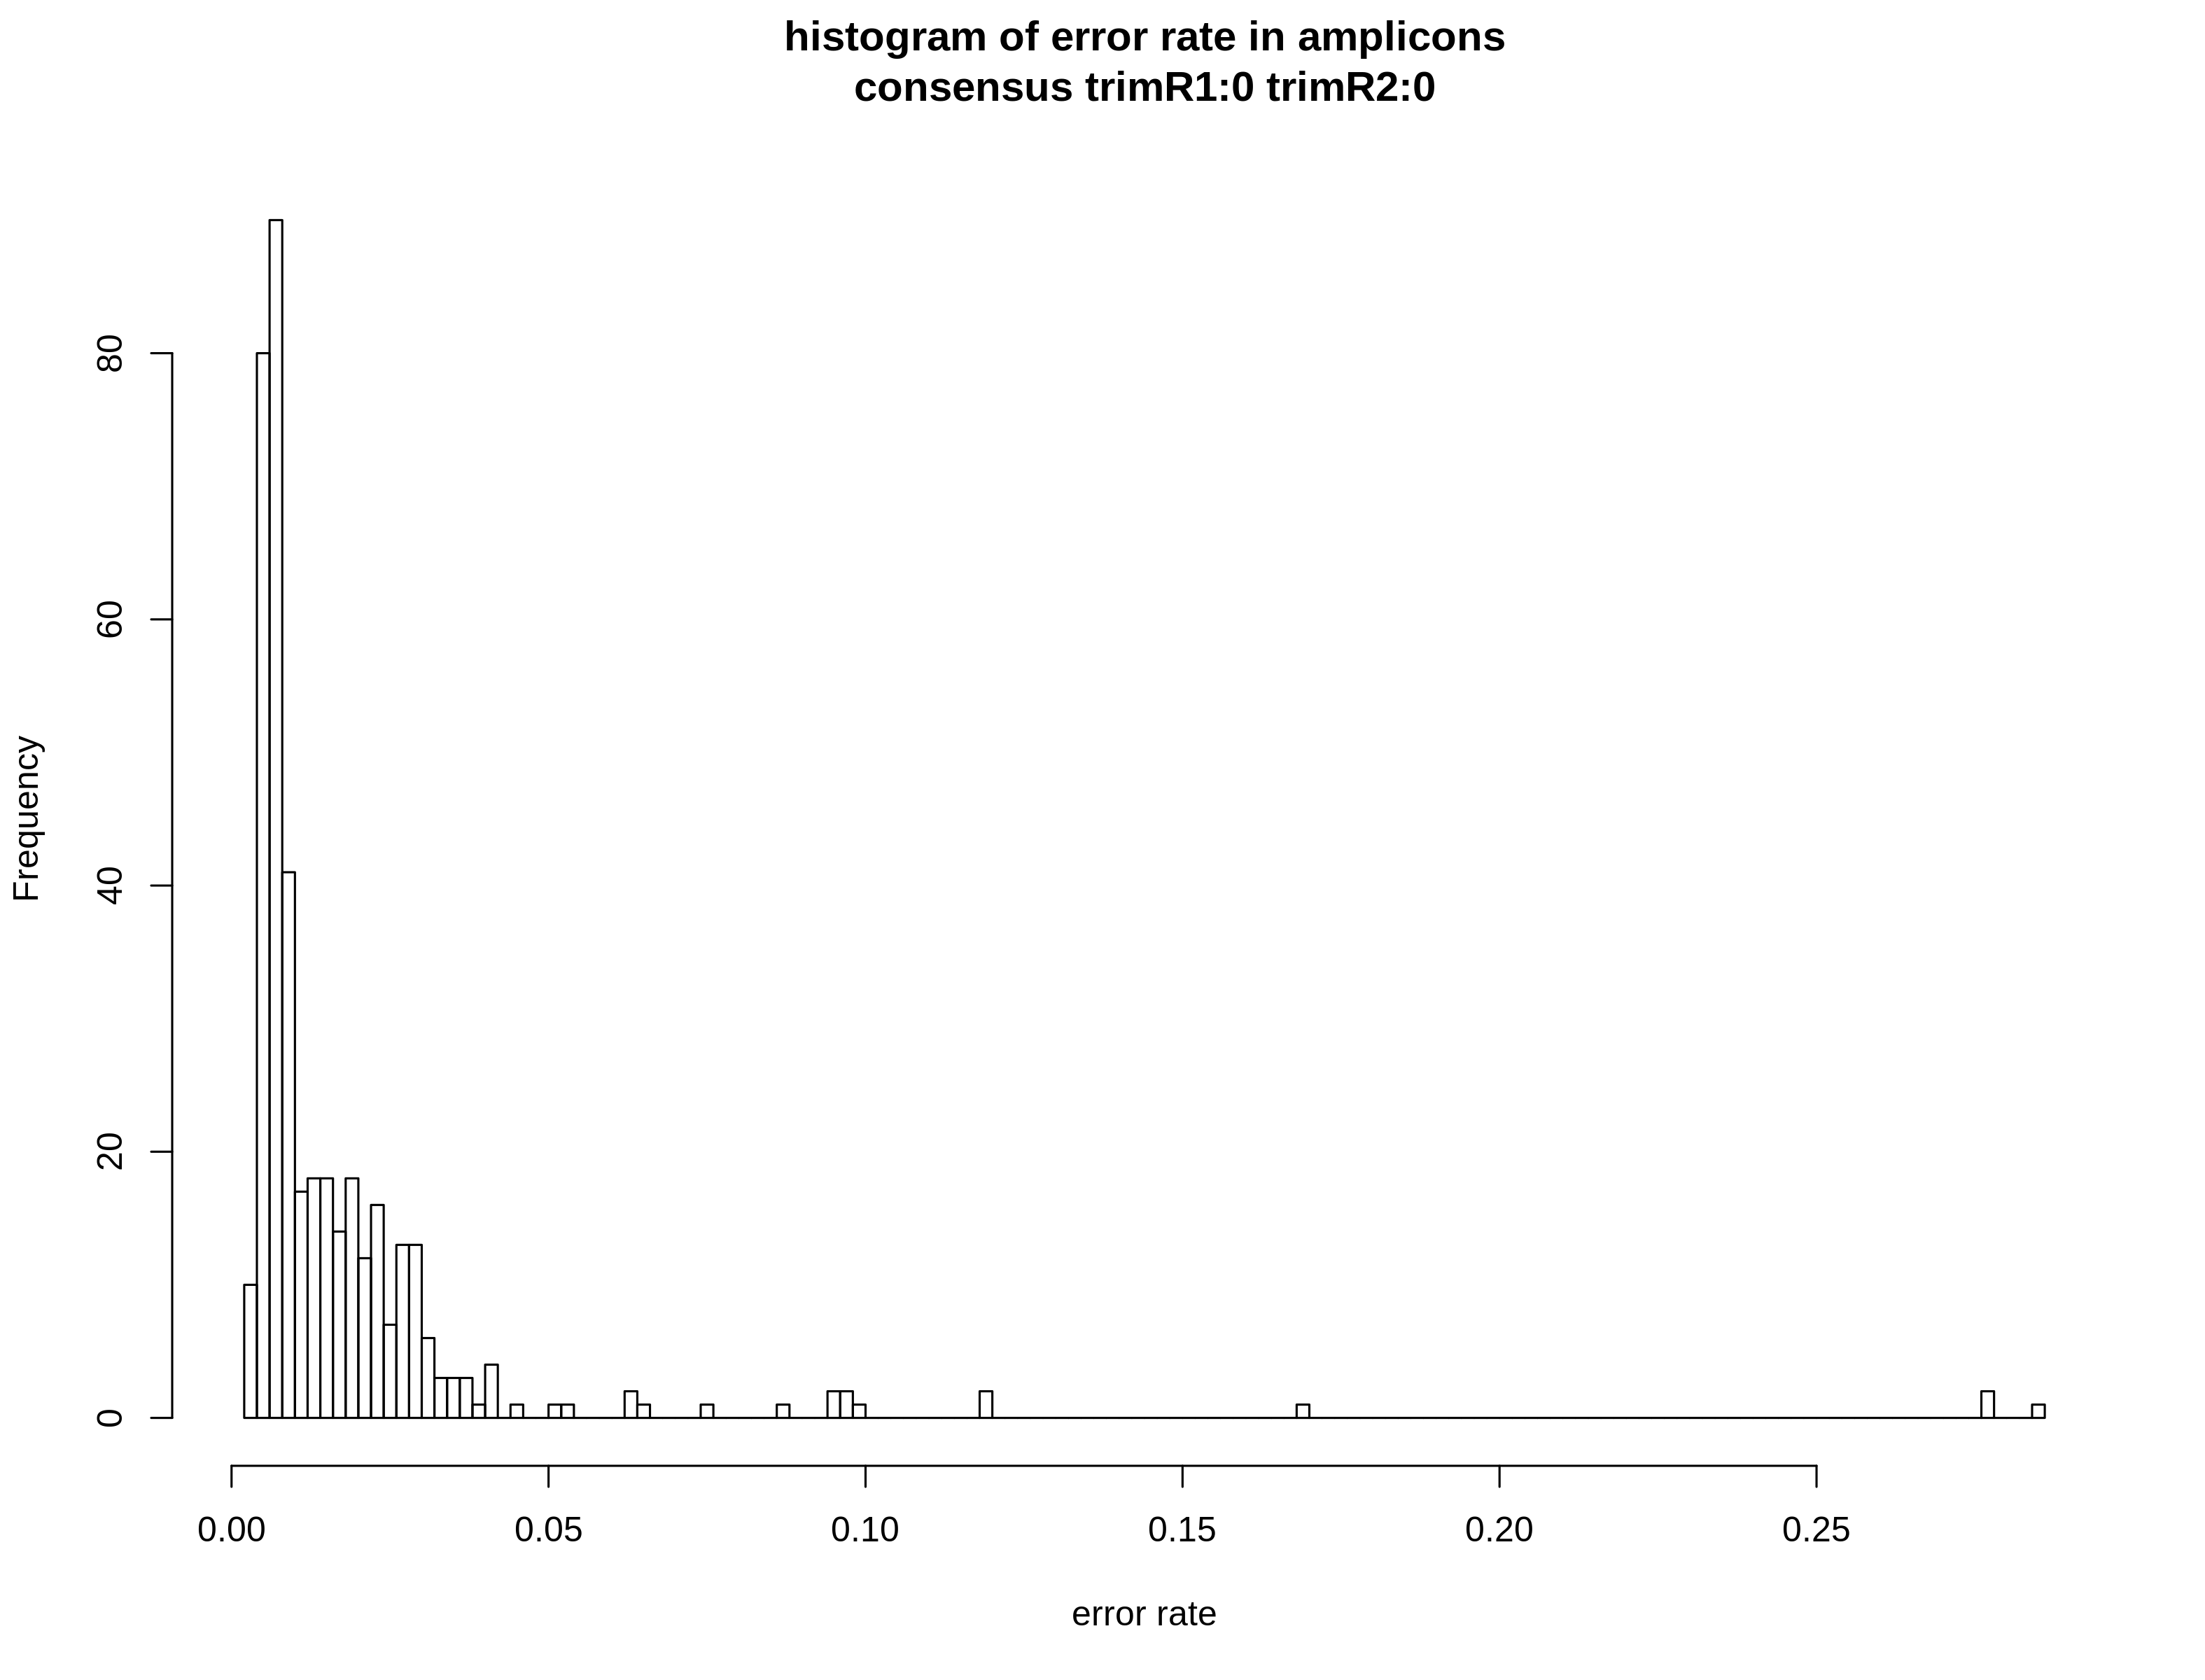 histogram of error rate in amplicons
consensus trimR1:0 trimR2:0
Frequency
80
60
40
20
0
0.00 0.05 0.10 0.15 0.20 0.25
error rate